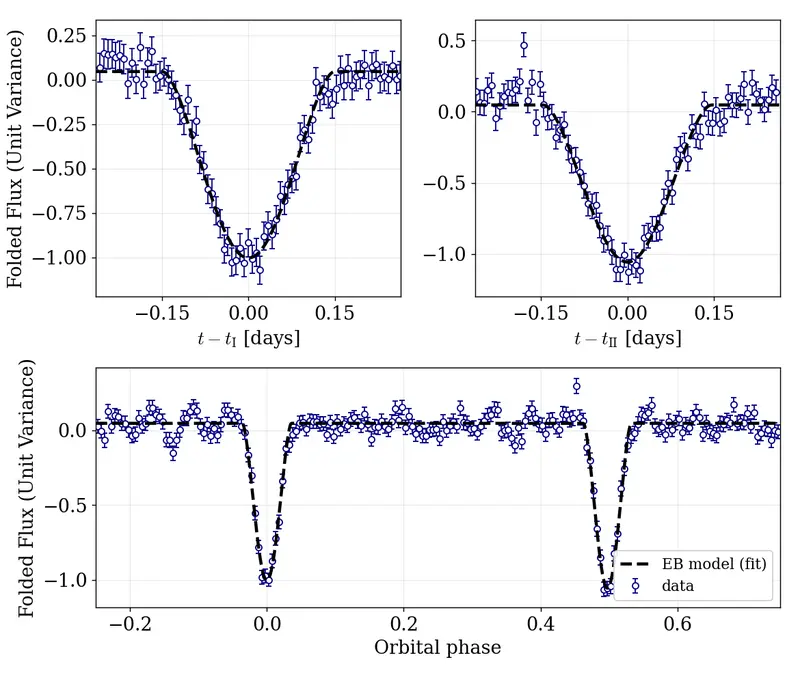 Folded Flux (Unit Variance)
0.25
0.00
−0.25
−0.50
−0.75
−1.00
−0.15 0.00 0.15
t − t_I [days]
0.5
0.0
−0.5
−1.0
−0.15 0.00 0.15
t − t_II [days]
Folded Flux (Unit Variance)
0.0
−0.5
−1.0
EB model (fit)
data
−0.2 0.0 0.2 0.4 0.6
Orbital phase